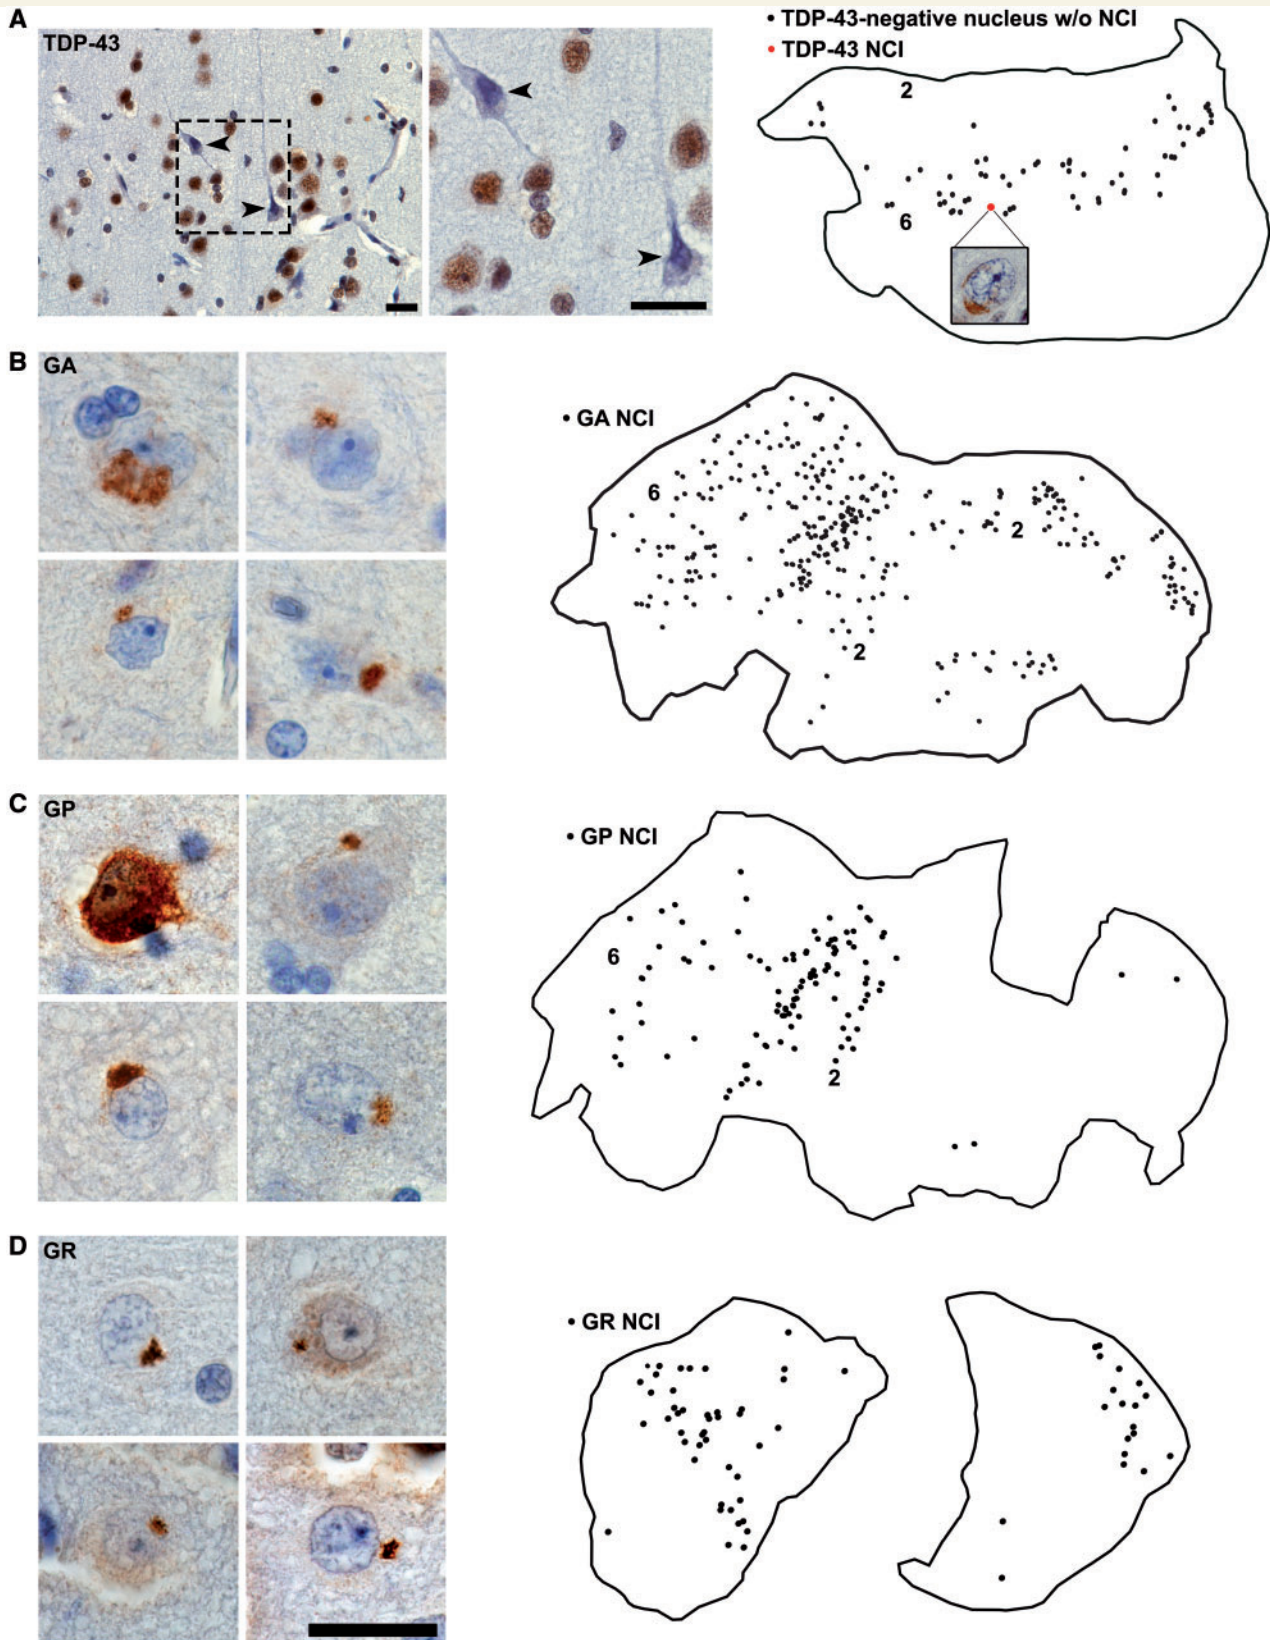 A
TDP-43
• TDP-43-negative nucleus w/o NCI
• TDP-43 NCI
2
6
B
GA
• GA NCI
6
2
2
C
GP
• GP NCI
6
2
D
GR
• GR NCI